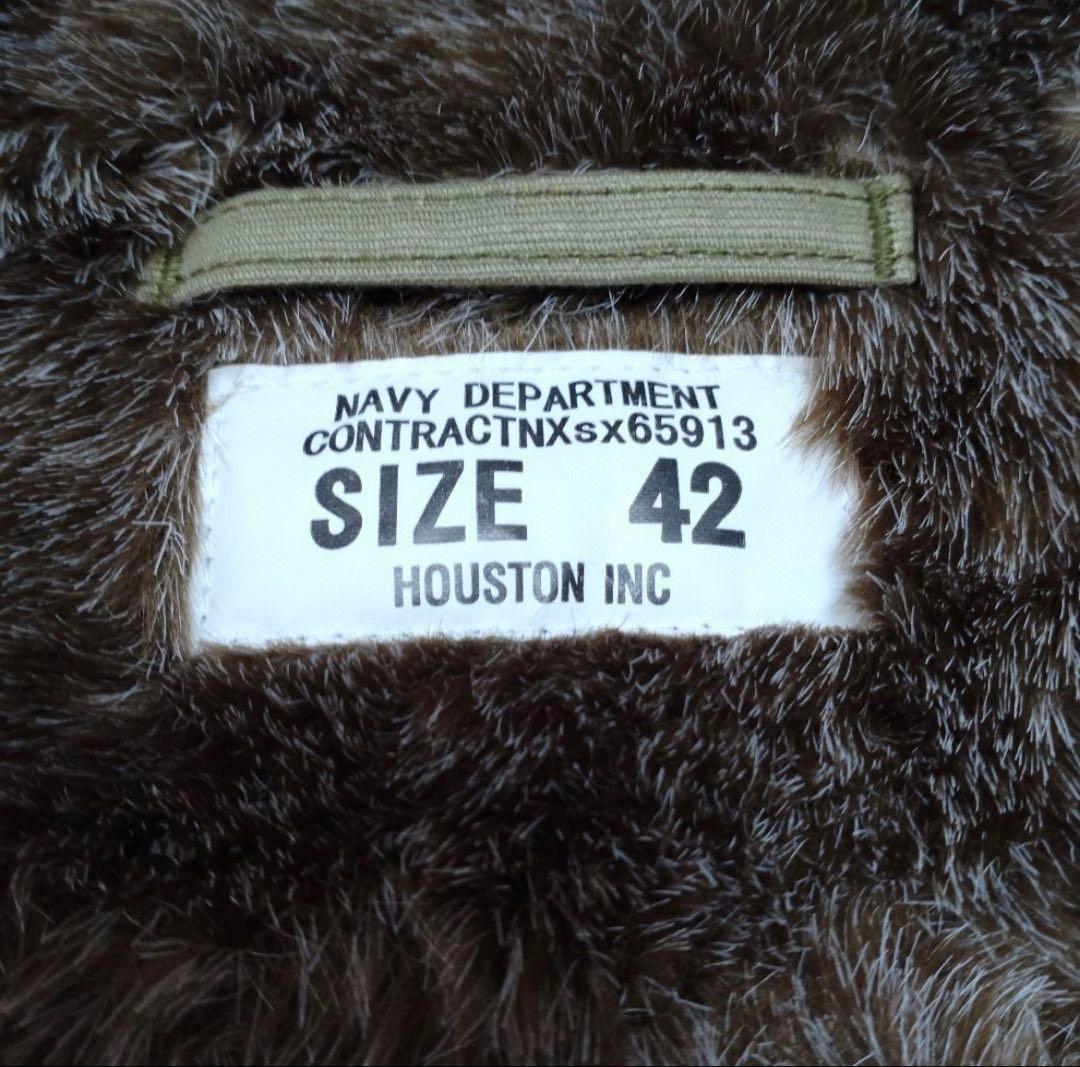 NAVY DEPARTMENT
CONTRACTNXsx65913
SIZE 42
HOUSTON INC